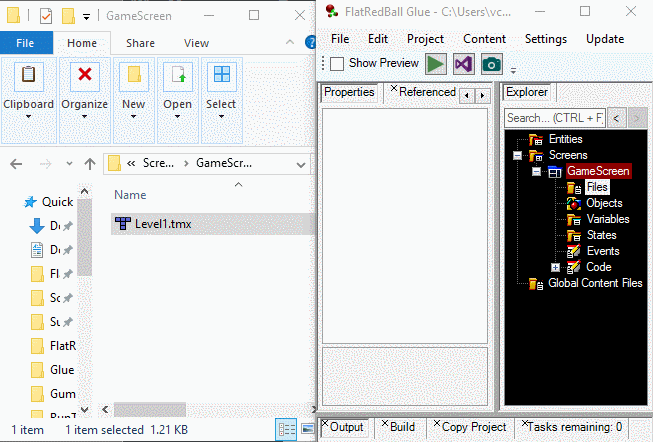 GameScreen
File
Home
Share
View
Clipboard
Organize
New
Open
Select
« Scre... > GameScr...
Quick
Name
Level1.tmx
De
Do
Fl
Sc
Su
FlatR
Glue
Gum
1 item 1 item selected 1.21 KB
FlatRedBall Glue - C:\Users\vc...
File Edit Project Content Settings Update
Show Preview
Properties
Referenced
Explorer
Search... (CTRL + F)
Entities
Screens
GameScreen
Files
Objects
Variables
States
Events
Code
Global Content Files
Output
Build
Copy Project
Tasks remaining: 0